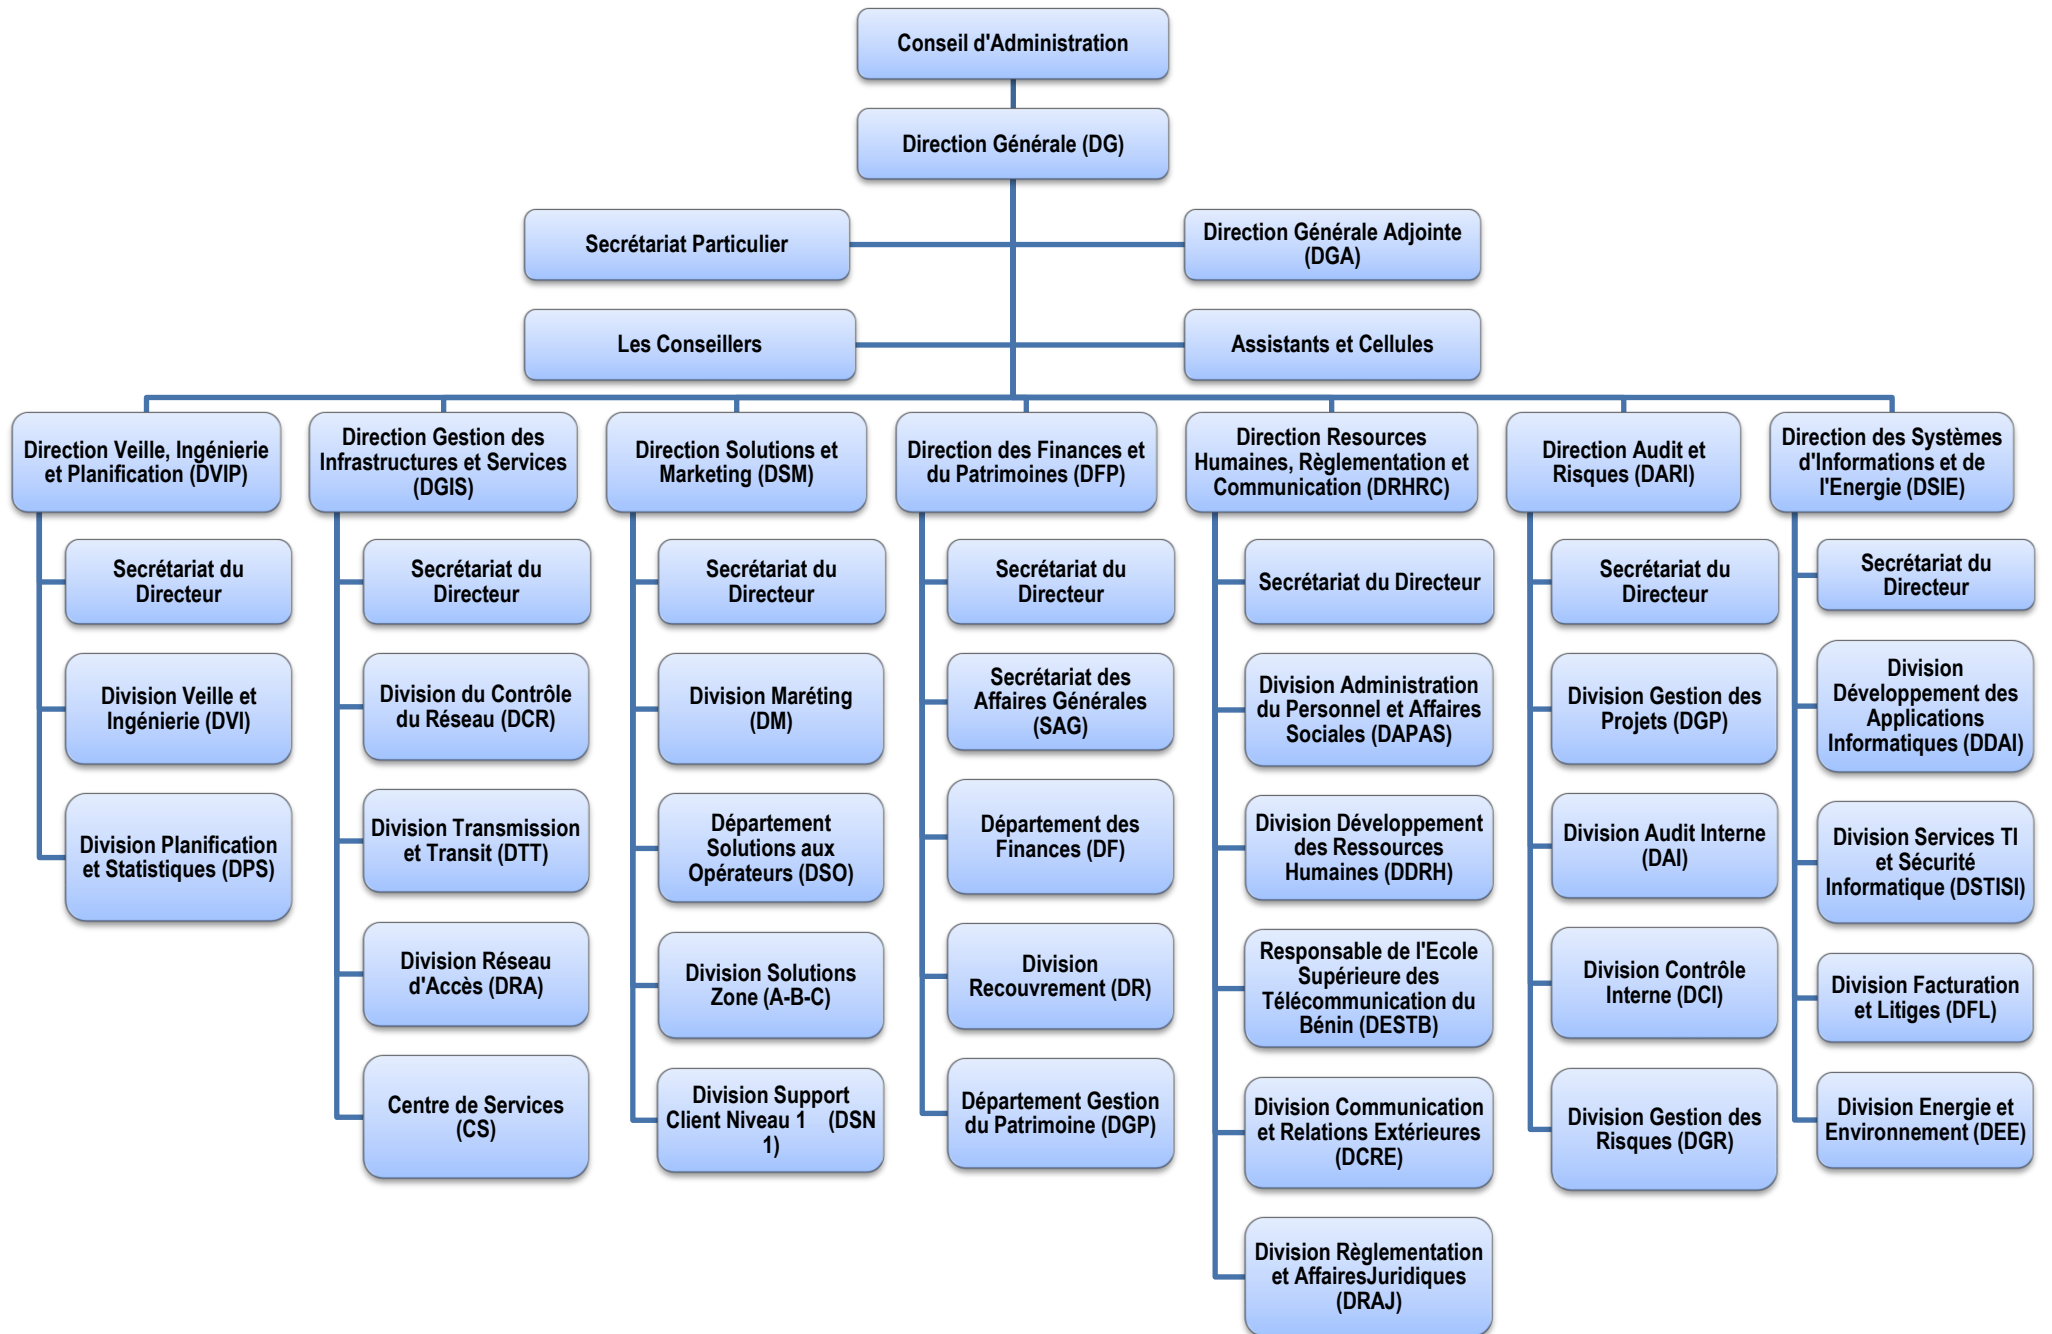 Conseil d'Administration
Direction Générale (DG)
Secrétariat Particulier
Direction Générale Adjointe
(DGA)
Les Conseillers
Assistants et Cellules
Direction Veille, Ingénierie
et Planification (DVIP)
Secrétariat du
Directeur
Division Veille et
Ingénierie (DVI)
Division Planification
et Statistiques (DPS)
Direction Gestion des
Infrastructures et Services
(DGIS)
Secrétariat du
Directeur
Division du Contrôle
du Réseau (DCR)
Division Transmission
et Transit (DTT)
Division Réseau
d'Accès (DRA)
Centre de Services
(CS)
Direction Solutions et
Marketing (DSM)
Secrétariat du
Directeur
Division Maréting
(DM)
Département
Solutions aux
Opérateurs (DSO)
Division Solutions
Zone (A-B-C)
Division Support
Client Niveau 1 (DSN
1)
Direction des Finances et
du Patrimoines (DFP)
Secrétariat du
Directeur
Secrétariat des
Affaires Générales
(SAG)
Département des
Finances (DF)
Division
Recouvrement (DR)
Département Gestion
du Patrimoine (DGP)
Direction Resources
Humaines, Règlementation et
Communication (DRHRC)
Secrétariat du Directeur
Division Administration
du Personnel et Affaires
Sociales (DAPAS)
Division Développement
des Ressources
Humaines (DDRH)
Responsable de l'Ecole
Supérieure des
Télécommunication du
Bénin (DESTB)
Division Communication
et Relations Extérieures
(DCRE)
Division Règlementation
et AffairesJuridiques
(DRAJ)
Direction Audit et
Risques (DARI)
Secrétariat du
Directeur
Division Gestion des
Projets (DGP)
Division Audit Interne
(DAI)
Division Contrôle
Interne (DCI)
Division Gestion des
Risques (DGR)
Direction des Systèmes
d'Informations et de
l'Energie (DSIE)
Secrétariat du
Directeur
Division
Développement des
Applications
Informatiques (DDAI)
Division Services TI
et Sécurité
Informatique (DSTISI)
Division Facturation
et Litiges (DFL)
Division Energie et
Environnement (DEE)